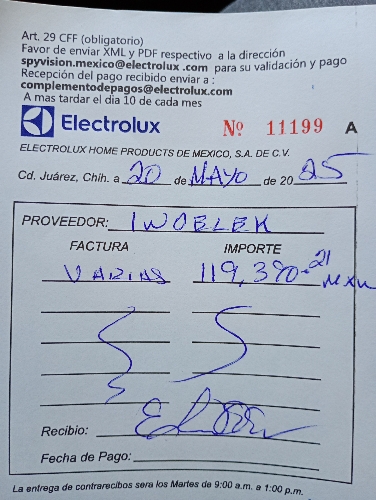 Art. 29 CFF (obligatorio)
Favor de enviar XML y PDF respectivo a la dirección
spyvision.mexico@electrolux .com para su validación y pago
Recepción del pago recibido enviar a :
complementodepagos@electrolux.com
A mas tardar el dia 10 de cada mes
Electrolux
Nº 11199 A
ELECTROLUX HOME PRODUCTS DE MEXICO, S.A. DE C.V.
Cd. Juárez, Chih. a 20 de MAYO de 2025
PROVEEDOR: INOELEK
FACTURA IMPORTE
VARIAS 119,390.21 MXN
Recibio:
Fecha de Pago:
La entrega de contrarecibos sera los Martes de 9:00 a.m. a 1:00 p.m.